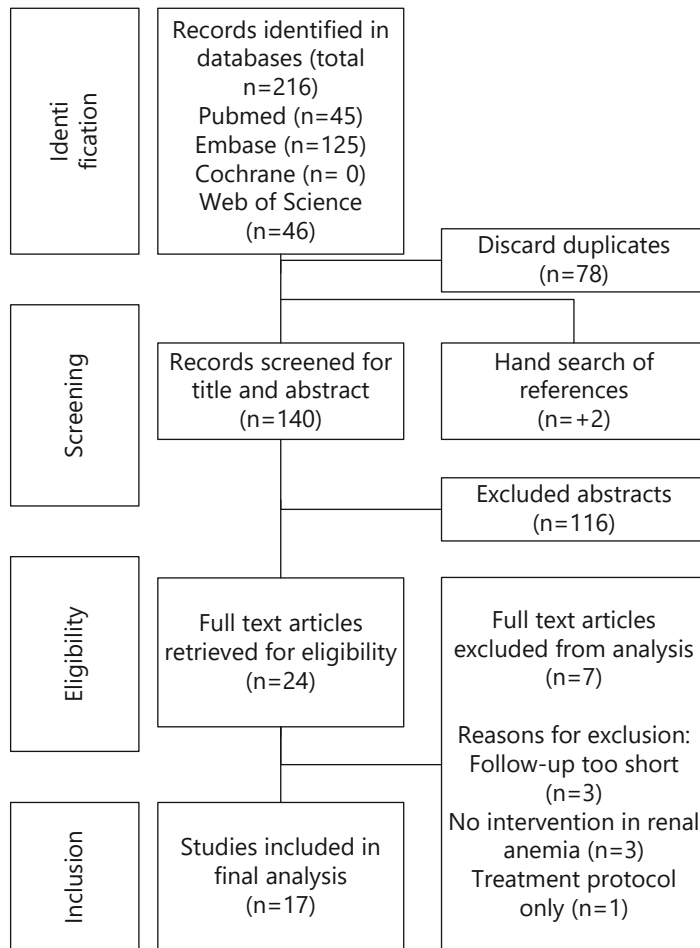 Identi
fication
Records identified in
databases (total
n=216)
Pubmed (n=45)
Embase (n=125)
Cochrane (n= 0)
Web of Science
(n=46)
Discard duplicates
(n=78)
Screening
Records screened for
title and abstract
(n=140)
Hand search of
references
(n=+2)
Excluded abstracts
(n=116)
Eligibility
Full text articles
retrieved for eligibility
(n=24)
Full text articles
excluded from analysis
(n=7)
Reasons for exclusion:
Follow-up too short
(n=3)
No intervention in renal
anemia (n=3)
Treatment protocol
only (n=1)
Inclusion
Studies included in
final analysis
(n=17)